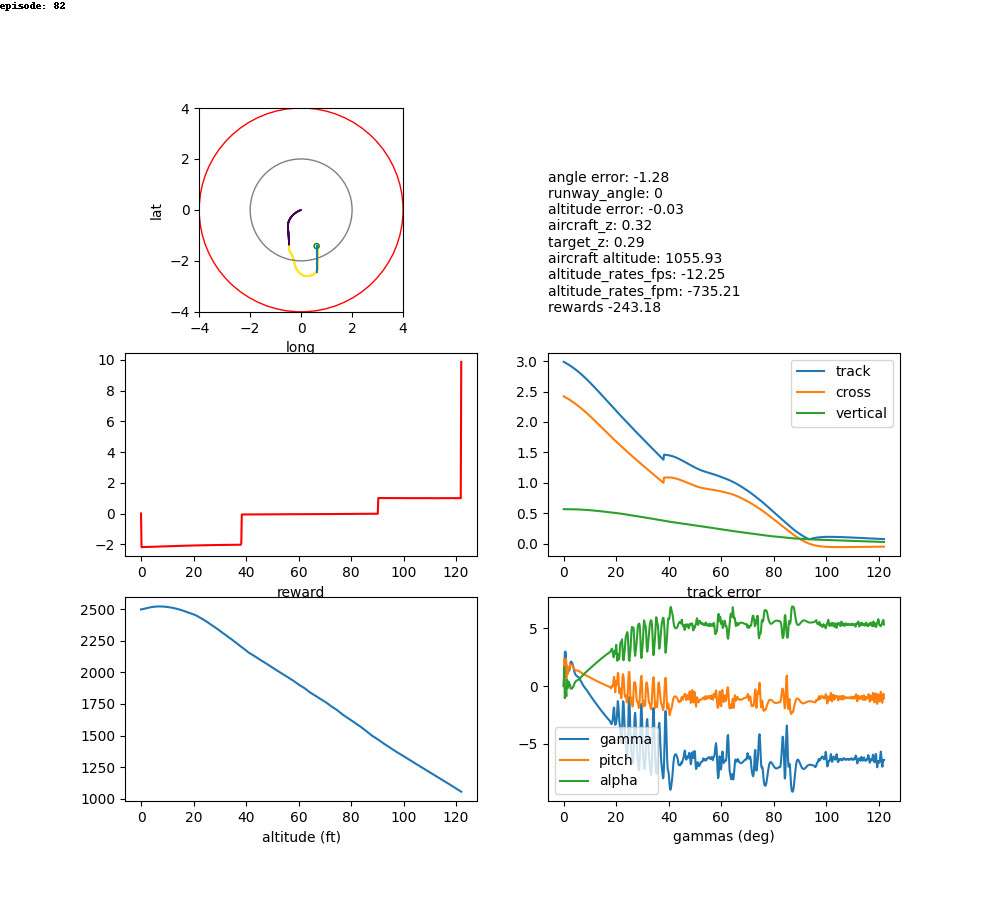 episode: 82
4
2
0
−2
−4
lat
−4 −2 0 2 4
long
angle error: -1.28
runway_angle: 0
altitude error: -0.03
aircraft_z: 0.32
target_z: 0.29
aircraft altitude: 1055.93
altitude_rates_fps: -12.25
altitude_rates_fpm: -735.21
rewards -243.18
10
8
6
4
2
0
−2
0 20 40 60 80 100 120
reward
3.0
2.5
2.0
1.5
1.0
0.5
0.0
track
cross
vertical
0 20 40 60 80 100 120
track error
2500
2250
2000
1750
1500
1250
1000
0 20 40 60 80 100 120
altitude (ft)
5
0
−5
gamma
pitch
alpha
0 20 40 60 80 100 120
gammas (deg)